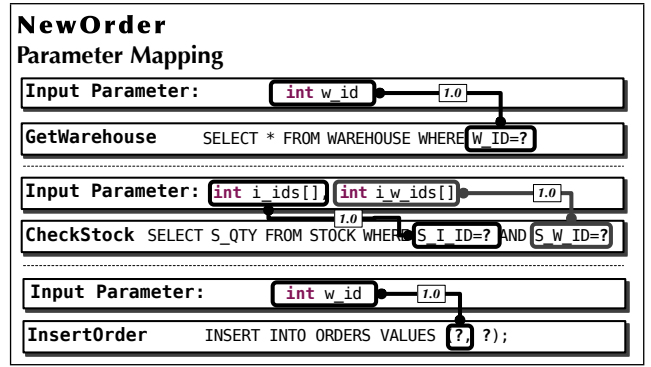 NewOrder
Parameter Mapping
Input Parameter: int w_id 1.0
GetWarehouse SELECT * FROM WAREHOUSE WHERE W_ID=?
Input Parameter: int i_ids[], int i_w_ids[] 1.0
1.0
CheckStock SELECT S_QTY FROM STOCK WHERE S_I_ID=? AND S_W_ID=?
Input Parameter: int w_id 1.0
InsertOrder INSERT INTO ORDERS VALUES (?, ?);